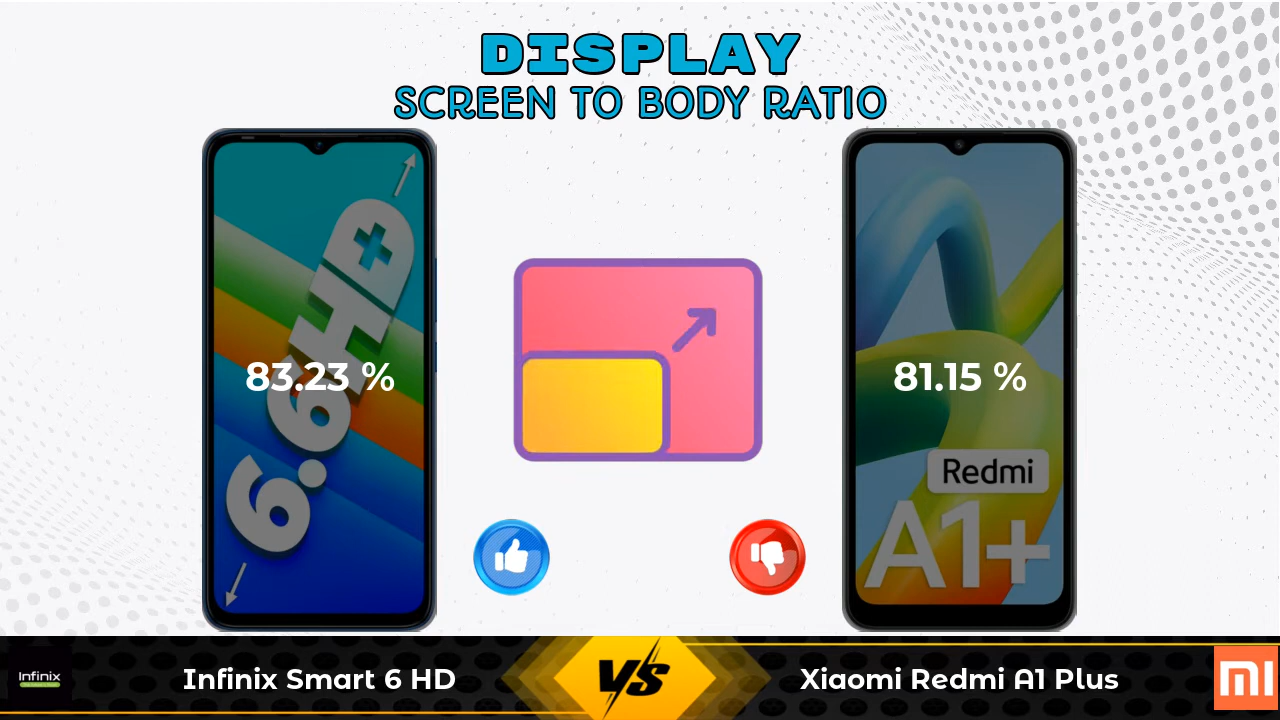 DISPLAY
SCREEN TO BODY RATIO
6.6HD+
83.23 %
81.15 %
Redmi
A1+
Infinix
Infinix Smart 6 HD
VS
Xiaomi Redmi A1 Plus
MI